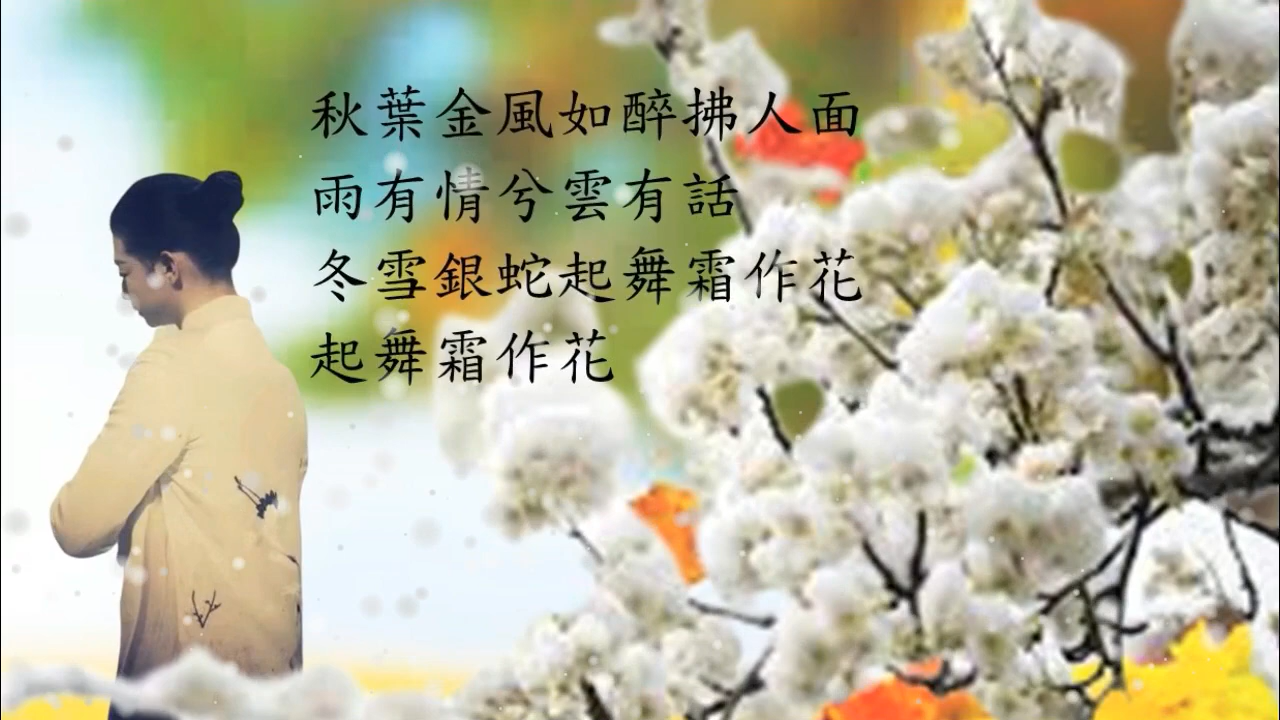 秋葉金風如醉拂人面
雨有情兮雲有話
冬雪銀蛇起舞霜作花
起舞霜作花